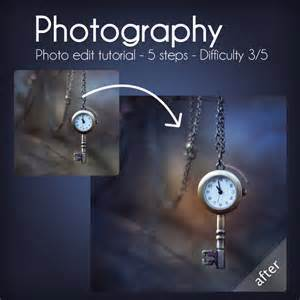 Photography
Photo edit tutorial - 5 steps - Difficulty 3/5
after